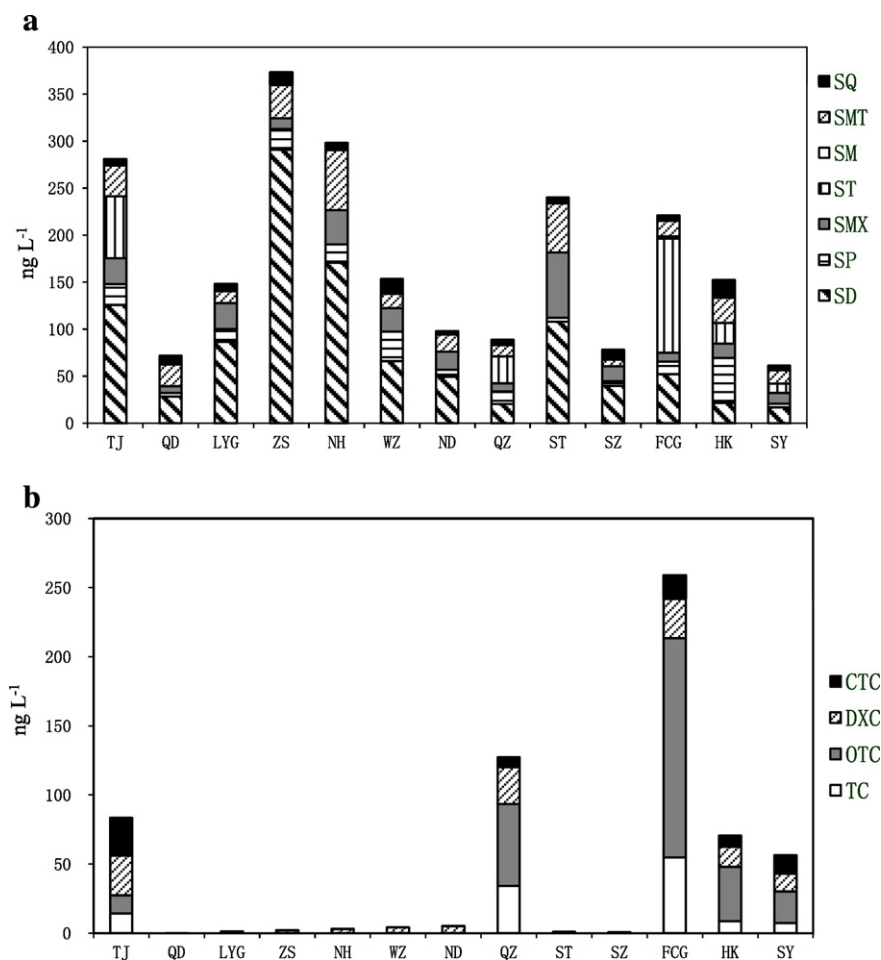 a
400
350
300
250
200
150
100
50
0
ng L-1
TJ QD LYG ZS NH WZ ND QZ ST SZ FCG HK SY
SQ
SMT
SM
ST
SMX
SP
SD
b
300
250
200
150
100
50
0
ng L-1
TJ QD LYG ZS NH WZ ND QZ ST SZ FCG HK SY
CTC
DXC
OTC
TC